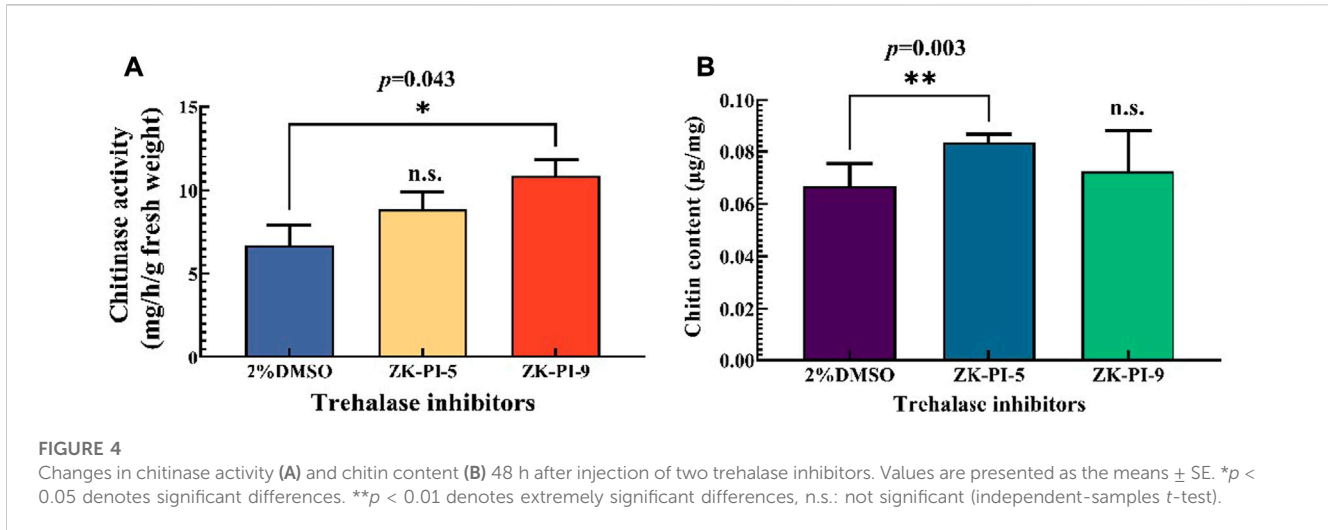 A
p=0.043
*
n.s.
Chitinase activity
(mg/h/g fresh weight)
15
10
5
0
2%DMSO ZK-PI-5 ZK-PI-9
Trehalase inhibitors
B
p=0.003
**
n.s.
Chitin content (µg/mg)
0.10
0.08
0.06
0.04
0.02
0.00
2%DMSO ZK-PI-5 ZK-PI-9
Trehalase inhibitors
FIGURE 4
Changes in chitinase activity (A) and chitin content (B) 48 h after injection of two trehalase inhibitors. Values are presented as the means ± SE. *p <
0.05 denotes significant differences. **p < 0.01 denotes extremely significant differences, n.s.: not significant (independent-samples t-test).